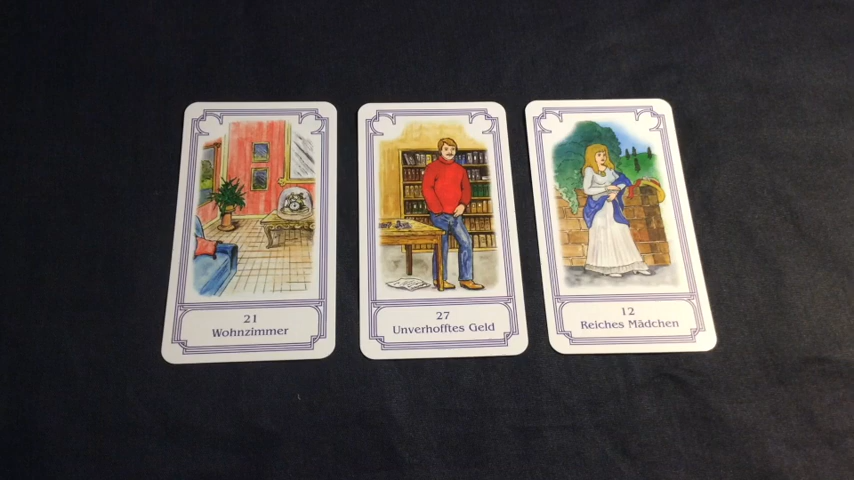 21
Wohnzimmer
27
Unverhofftes Geld
12
Reiches Mädchen